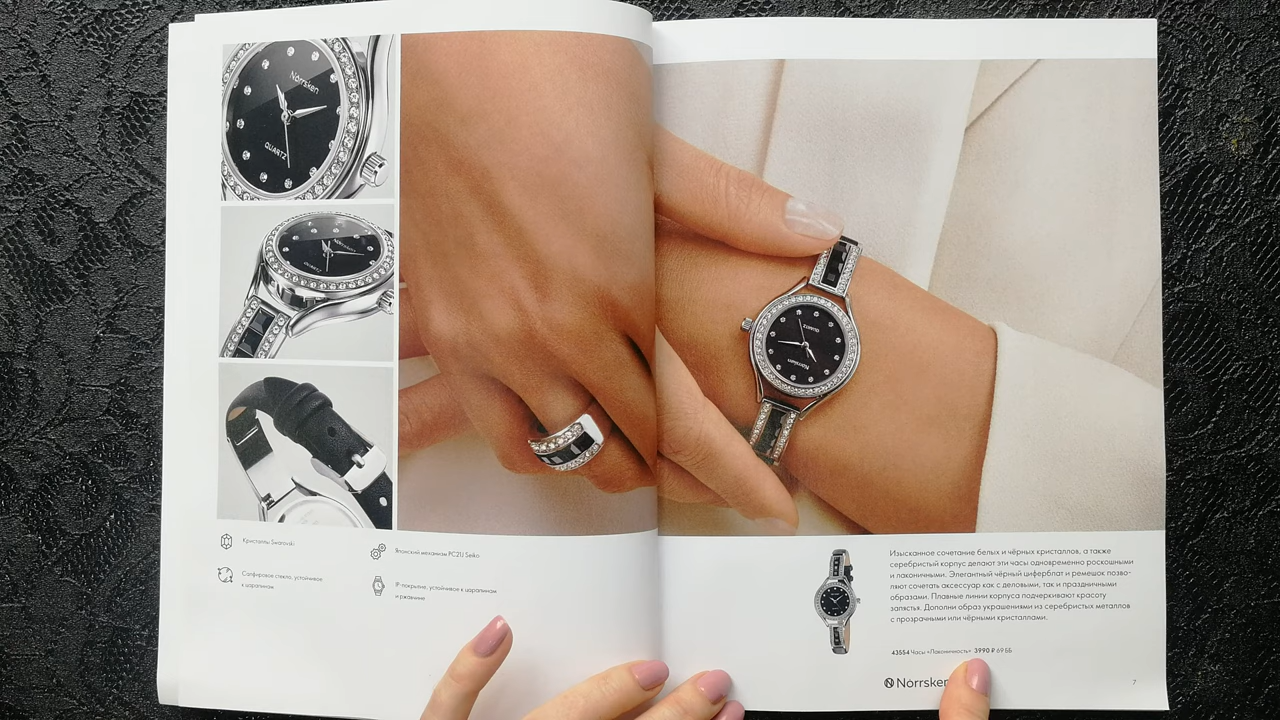 Norrsken
QUARTZ
Кристаллы Swarovski
Сапфировое стекло, устойчивое
к царапинам
Японский механизм PC21J Seiko
IP-покрытие, устойчивое к царапинам
и ржавчине
QUARTZ
Norrsken
Изысканное сочетание белых и чёрных кристаллов, а также
серебристый корпус делают эти часы одновременно роскошными
и лаконичными. Элегантный чёрный циферблат и ремешок позво-
ляют сочетать аксессуар как с деловыми, так и праздничными
образами. Плавные линии корпуса подчеркивают красоту
запястья. Дополни образ украшениями из серебристых металлов
с прозрачными или чёрными кристаллами.
43554 Часы «Лаконичность» 3990 ₽ 69 ББ
Norrsken
7